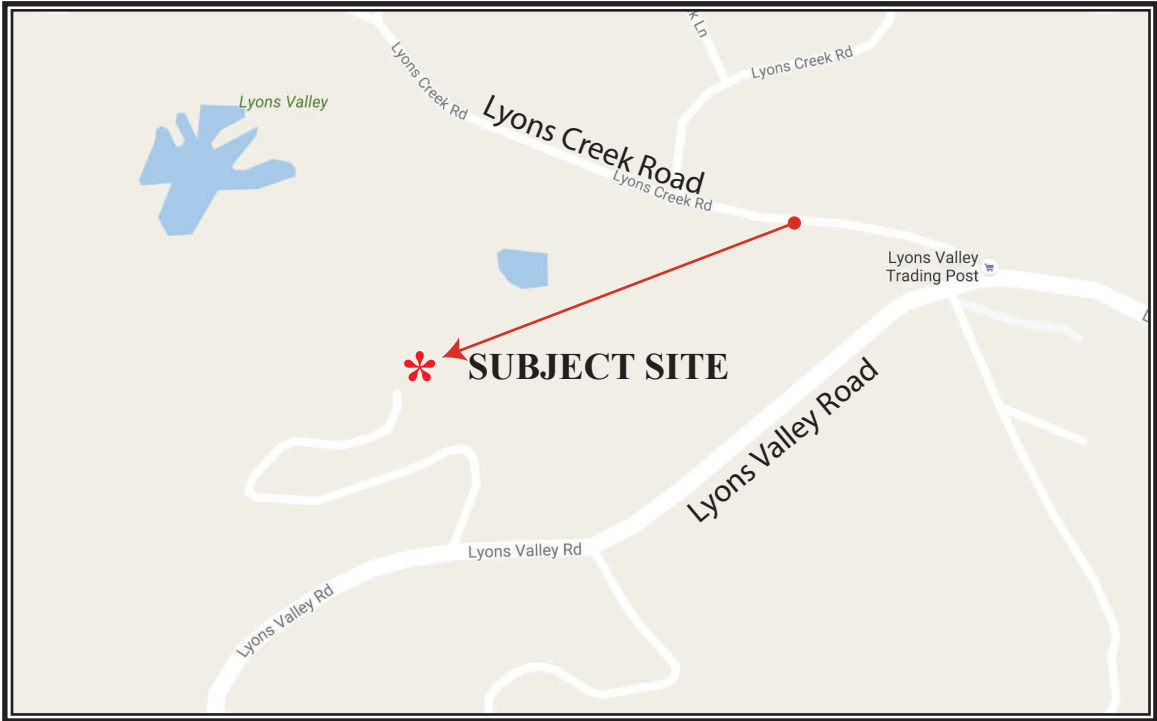 k Ln
Lyons Creek Rd
Lyons Creek Rd
Lyons Valley
Lyons Creek Road
Lyons Creek Rd
Lyons Valley
Trading Post
SUBJECT SITE
Lyons Valley Road
Lyons Valley Rd
Lyons Valley Rd